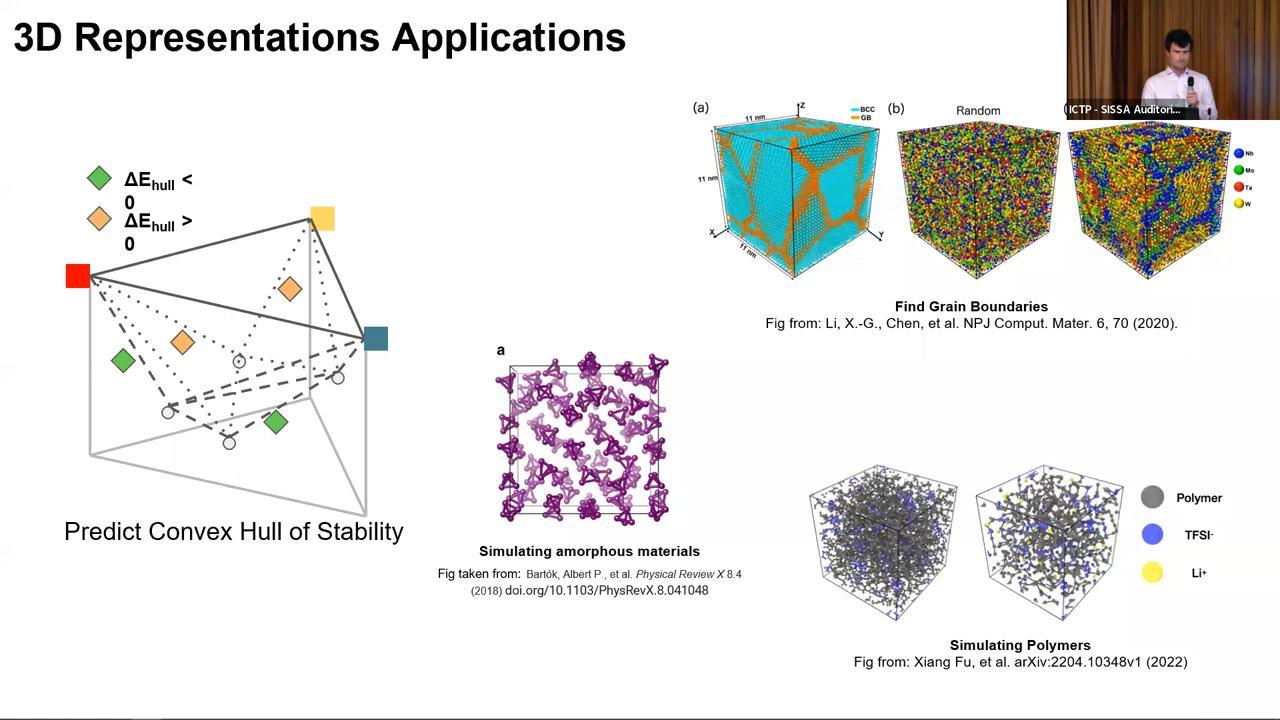 3D Representations Applications
ICTP - SISSA Auditori...
ΔEhull <
0
ΔEhull >
0
Predict Convex Hull of Stability
(a)
Z
11 nm
BCC
GB
11 nm
X
11 nm
Y
(b)
Random
Nb
Mo
Ta
W
Find Grain Boundaries
Fig from: Li, X.-G., Chen, et al. NPJ Comput. Mater. 6, 70 (2020).
a
Simulating amorphous materials
Fig taken from: Bartók, Albert P., et al. Physical Review X 8.4
(2018) doi.org/10.1103/PhysRevX.8.041048
Polymer
TFSI-
Li+
Simulating Polymers
Fig from: Xiang Fu, et al. arXiv:2204.10348v1 (2022)